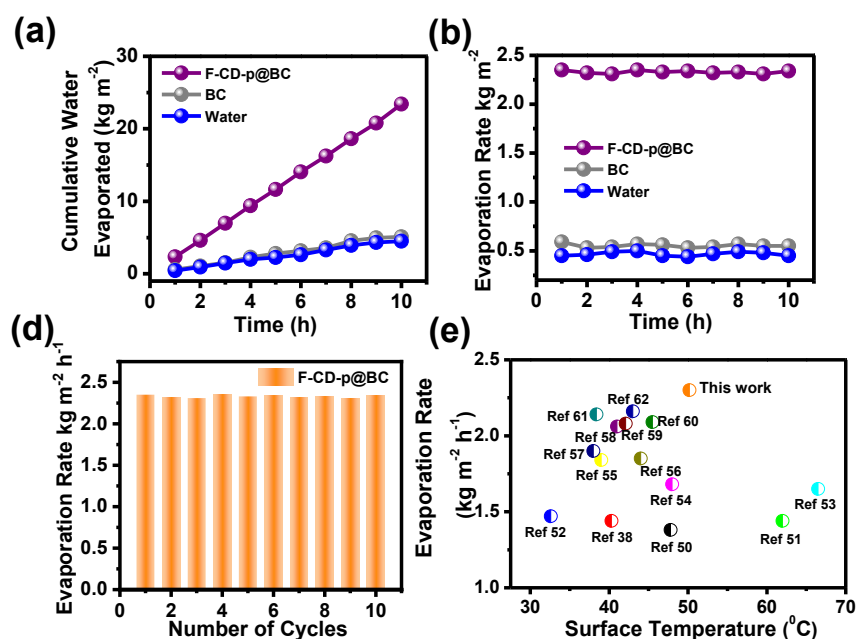 (a)
Cumulative Water
Evaporated (kg m⁻²)
30
20
10
0
F-CD-p@BC
BC
Water
0 2 4 6 8 10
Time (h)
(b)
Evaporation Rate kg m⁻²
2.5
2.0
1.5
1.0
0.5
F-CD-p@BC
BC
Water
0 2 4 6 8 10
Time (h)
(d)
Evaporation Rate kg m⁻² h⁻¹
2.5
2.0
1.5
1.0
0.5
0.0
F-CD-p@BC
0 2 4 6 8 10
Number of Cycles
(e)
Evaporation Rate
(kg m⁻² h⁻¹)
2.5
2.0
1.5
1.0
This work
Ref 62
Ref 61
Ref 60
Ref 58
Ref 59
Ref 57
Ref 55
Ref 56
Ref 54
Ref 53
Ref 52
Ref 38
Ref 50
Ref 51
30 40 50 60 70
Surface Temperature (⁰C)